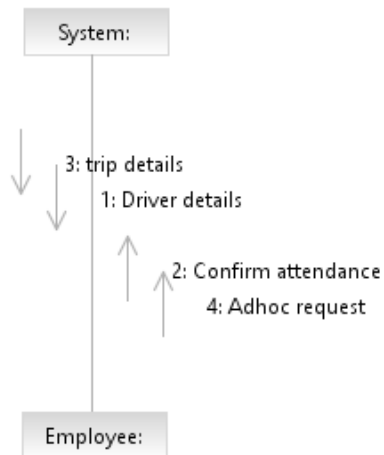 System:
3: trip details
1: Driver details
2: Confirm attendance
4: Adhoc request
Employee: